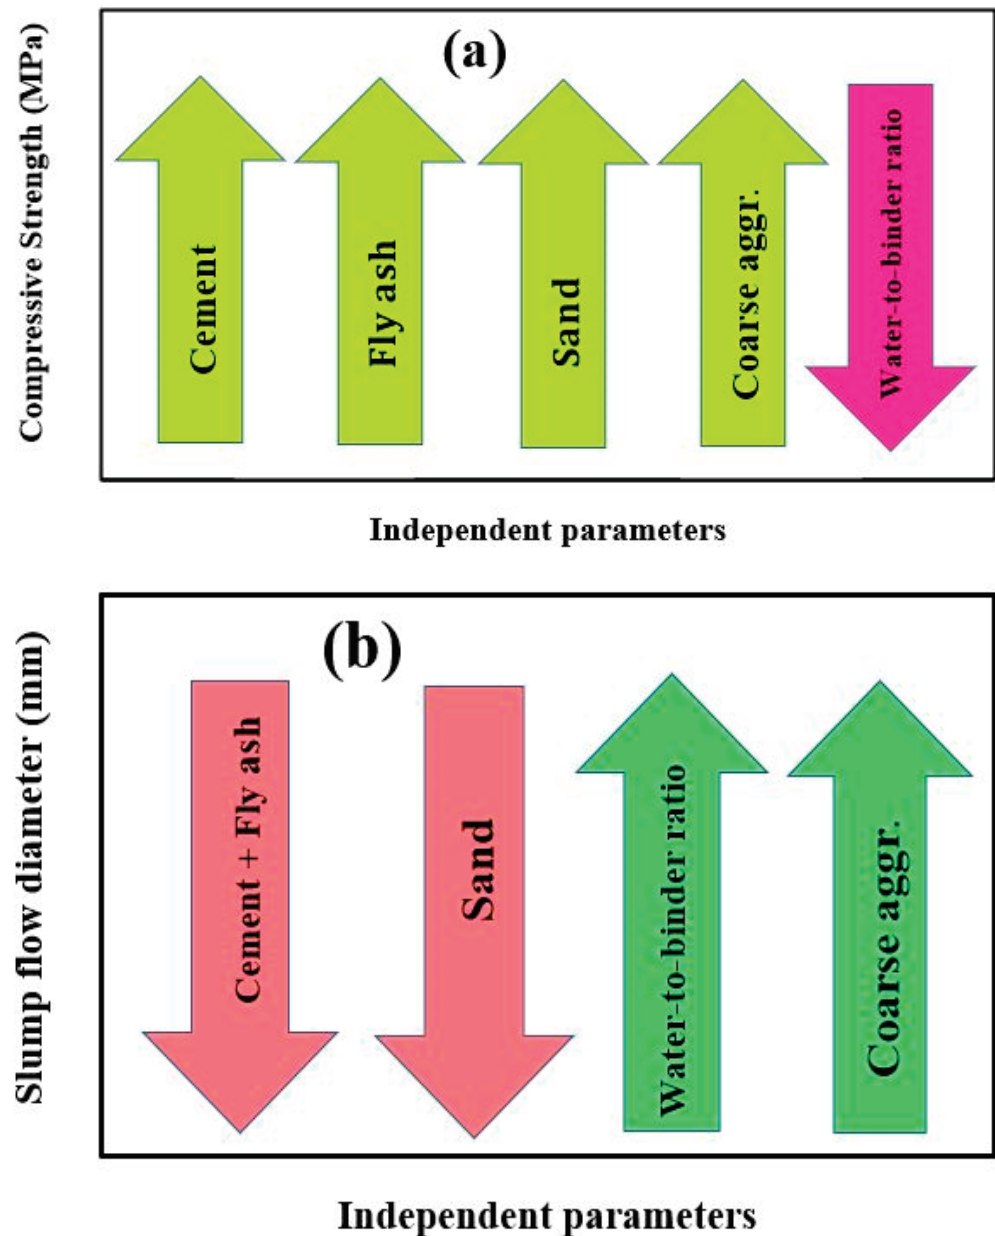 (a)
Compressive Strength (MPa)
Cement
Fly ash
Sand
Coarse aggr.
Water-to-binder ratio
Independent parameters
(b)
Slump flow diameter (mm)
Cement + Fly ash
Sand
Water-to-binder ratio
Coarse aggr.
Independent parameters